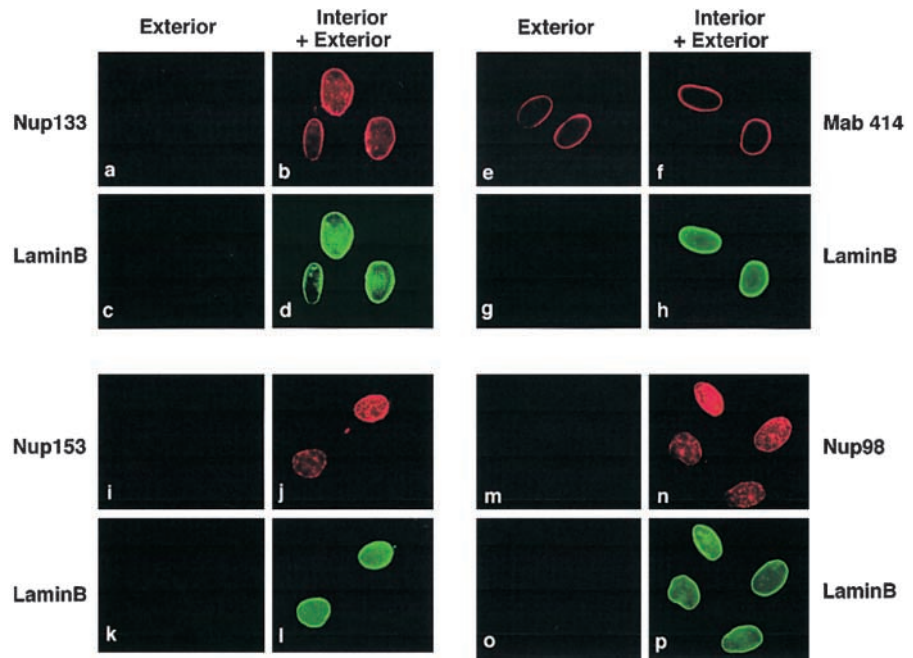 Exterior
Interior
+ Exterior
Exterior
Interior
+ Exterior
Nup133
a
b
e
f
Mab 414
LaminB
c
d
g
h
LaminB
Nup153
i
j
m
n
Nup98
LaminB
k
l
o
p
LaminB